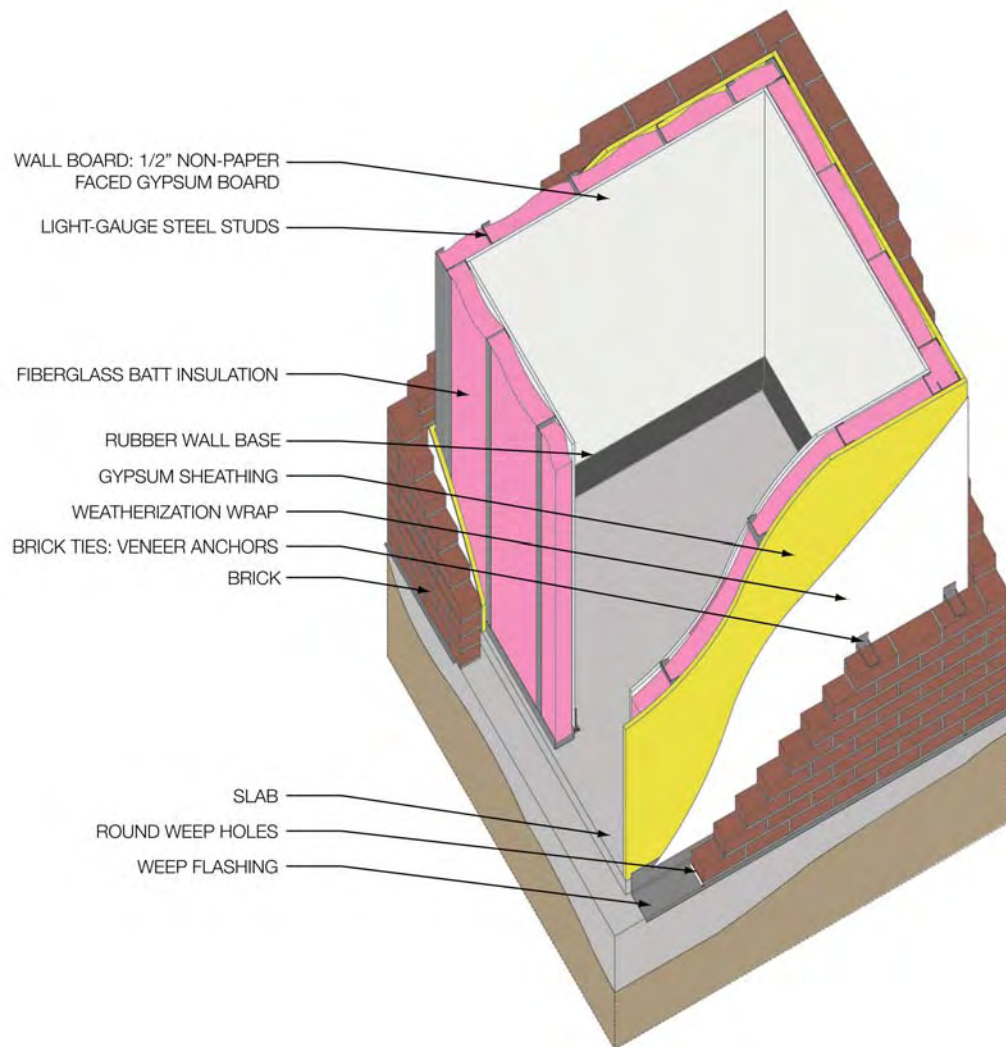 WALL BOARD: 1/2” NON-PAPER
FACED GYPSUM BOARD
LIGHT-GAUGE STEEL STUDS
FIBERGLASS BATT INSULATION
RUBBER WALL BASE
GYPSUM SHEATHING
WEATHERIZATION WRAP
BRICK TIES: VENEER ANCHORS
BRICK
SLAB
ROUND WEEP HOLES
WEEP FLASHING